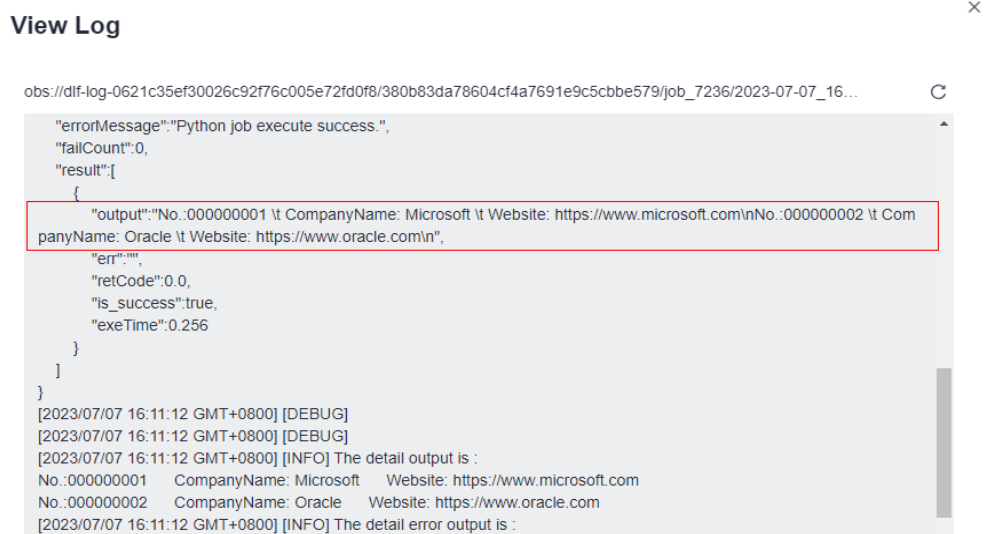 View Log
obs://dlf-log-0621c35ef30026c92f76c005e72fd0f8/380b83da78604cf4a7691e9c5cbbe579/job_7236/2023-07-07_16...
"errorMessage":"Python job execute success.",
"failCount":0,
"result":[
{
"output":"No.:000000001 \t CompanyName: Microsoft \t Website: https://www.microsoft.com\nNo.:000000002 \t Com
panyName: Oracle \t Website: https://www.oracle.com\n",
"err":"",
"retCode":0.0,
"is_success":true,
"exeTime":0.256
}
]
}
[2023/07/07 16:11:12 GMT+0800] [DEBUG]
[2023/07/07 16:11:12 GMT+0800] [DEBUG]
[2023/07/07 16:11:12 GMT+0800] [INFO] The detail output is :
No.:000000001 CompanyName: Microsoft Website: https://www.microsoft.com
No.:000000002 CompanyName: Oracle Website: https://www.oracle.com
[2023/07/07 16:11:12 GMT+0800] [INFO] The detail error output is :